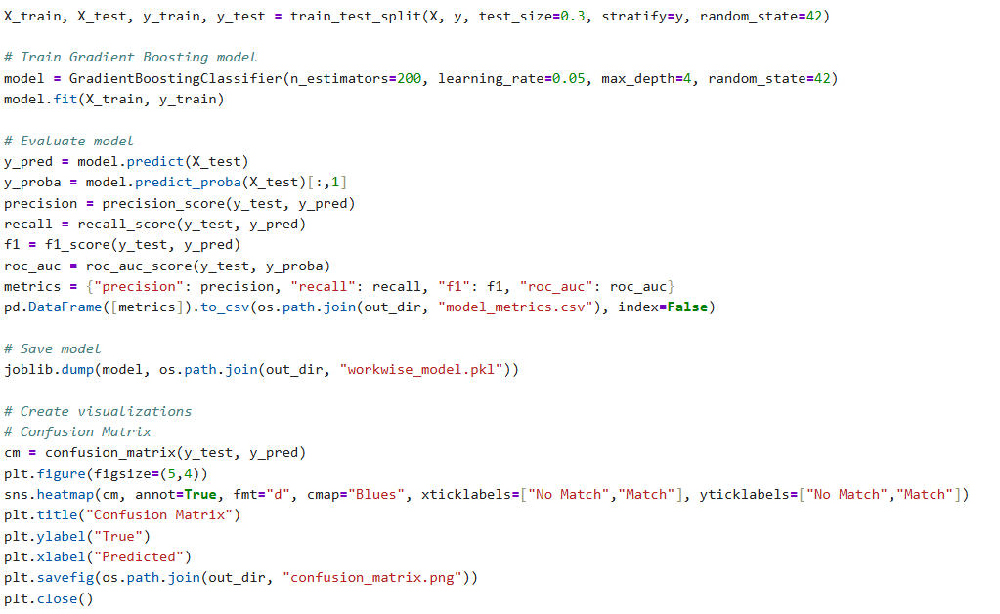 X_train, X_test, y_train, y_test = train_test_split(X, y, test_size=0.3, stratify=y, random_state=42)
# Train Gradient Boosting model
model = GradientBoostingClassifier(n_estimators=200, learning_rate=0.05, max_depth=4, random_state=42)
model.fit(X_train, y_train)
# Evaluate model
y_pred = model.predict(X_test)
y_proba = model.predict_proba(X_test)[:,1]
precision = precision_score(y_test, y_pred)
recall = recall_score(y_test, y_pred)
f1 = f1_score(y_test, y_pred)
roc_auc = roc_auc_score(y_test, y_proba)
metrics = {"precision": precision, "recall": recall, "f1": f1, "roc_auc": roc_auc}
pd.DataFrame([metrics]).to_csv(os.path.join(out_dir, "model_metrics.csv"), index=False)
# Save model
joblib.dump(model, os.path.join(out_dir, "workwise_model.pkl"))
# Create visualizations
# Confusion Matrix
cm = confusion_matrix(y_test, y_pred)
plt.figure(figsize=(5,4))
sns.heatmap(cm, annot=True, fmt="d", cmap="Blues", xticklabels=["No Match","Match"], yticklabels=["No Match","Match"])
plt.title("Confusion Matrix")
plt.ylabel("True")
plt.xlabel("Predicted")
plt.savefig(os.path.join(out_dir, "confusion_matrix.png"))
plt.close()